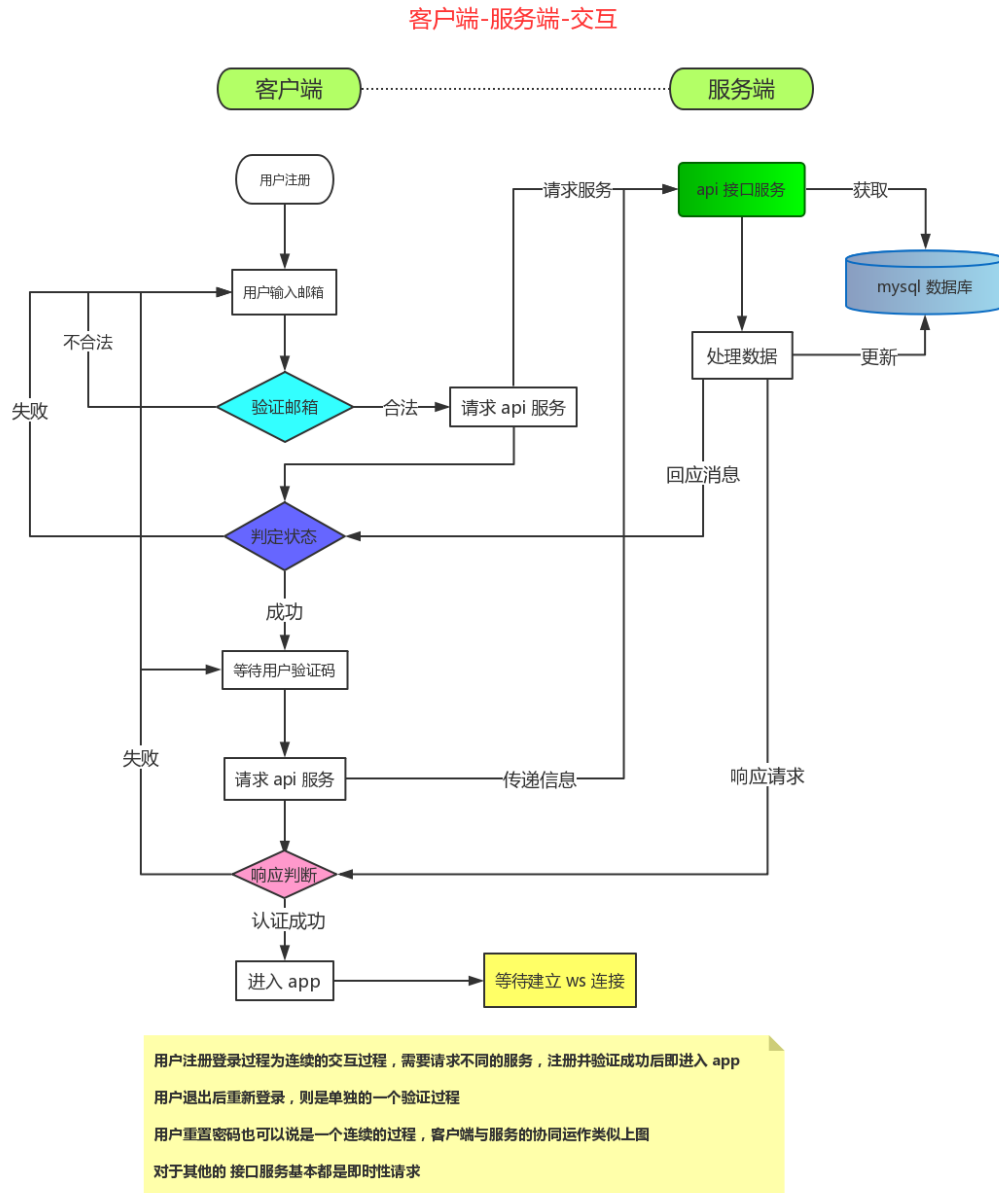 客户端-服务端-交互
客户端
服务端
用户注册
请求服务
api 接口服务
获取
用户输入邮箱
mysql 数据库
不合法
处理数据
更新
失败
验证邮箱
合法
请求 api 服务
回应消息
判定状态
成功
等待用户验证码
失败
请求 api 服务
传递信息
响应请求
响应判断
认证成功
进入 app
等待建立 ws 连接
用户注册登录过程为连续的交互过程，需要请求不同的服务，注册并验证成功后即进入 app
用户退出后重新登录，则是单独的一个验证过程
用户重置密码也可以说是一个连续的过程，客户端与服务的协同运作类似上图
对于其他的 接口服务基本都是即时性请求